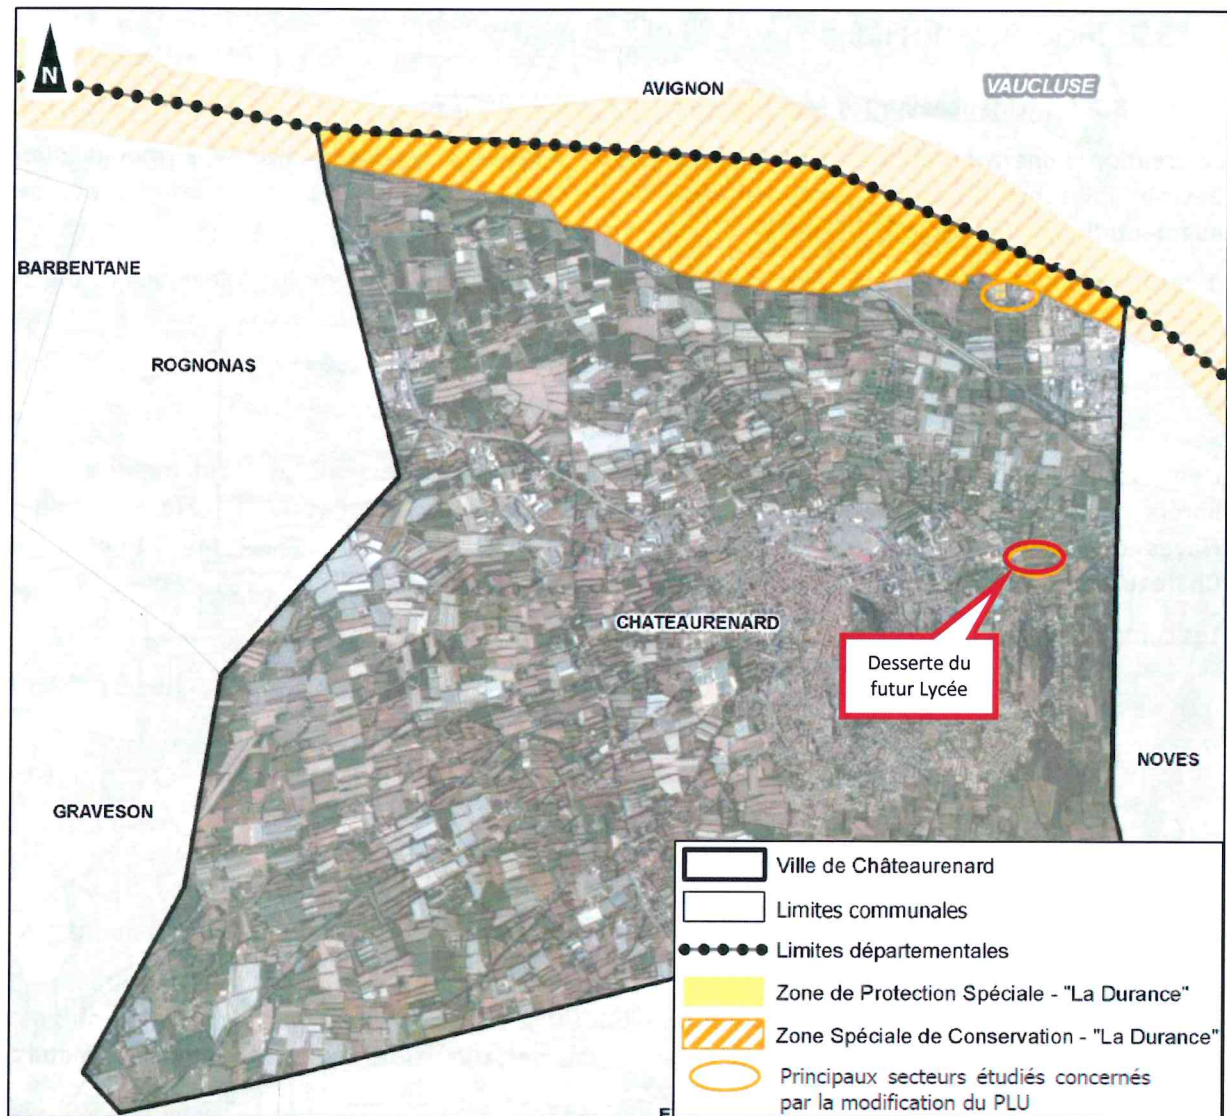 N
AVIGNON
VAUCLUSE
BARBENTANE
ROGNONAS
CHATEAURENARD
Desserte du
futur Lycée
NOVES
GRAVESON
Ville de Châteaurenard
Limites communales
Limites départementales
Zone de Protection Spéciale - "La Durance"
Zone Spéciale de Conservation - "La Durance"
Principaux secteurs étudiés concernés
par la modification du PLU